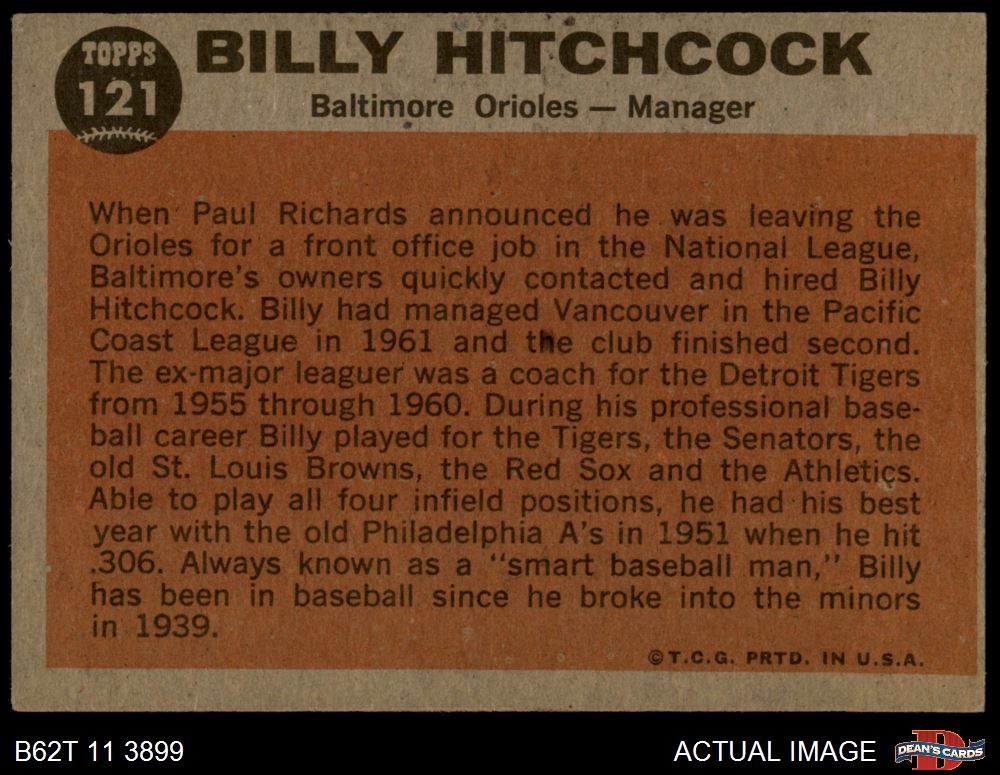 TOPPS
121
BILLY HITCHCOCK
Baltimore Orioles — Manager
When Paul Richards announced he was leaving the
Orioles for a front office job in the National League,
Baltimore's owners quickly contacted and hired Billy
Hitchcock. Billy had managed Vancouver in the Pacific
Coast League in 1961 and the club finished second.
The ex-major leaguer was a coach for the Detroit Tigers
from 1955 through 1960. During his professional base-
ball career Billy played for the Tigers, the Senators, the
old St. Louis Browns, the Red Sox and the Athletics.
Able to play all four infield positions, he had his best
year with the old Philadelphia A's in 1951 when he hit
.306. Always known as a "smart baseball man," Billy
has been in baseball since he broke into the minors
in 1939.
©T.C.G. PRTD. IN U.S.A.
B62T 11 3899
ACTUAL IMAGE
D
DEAN'S CARDS